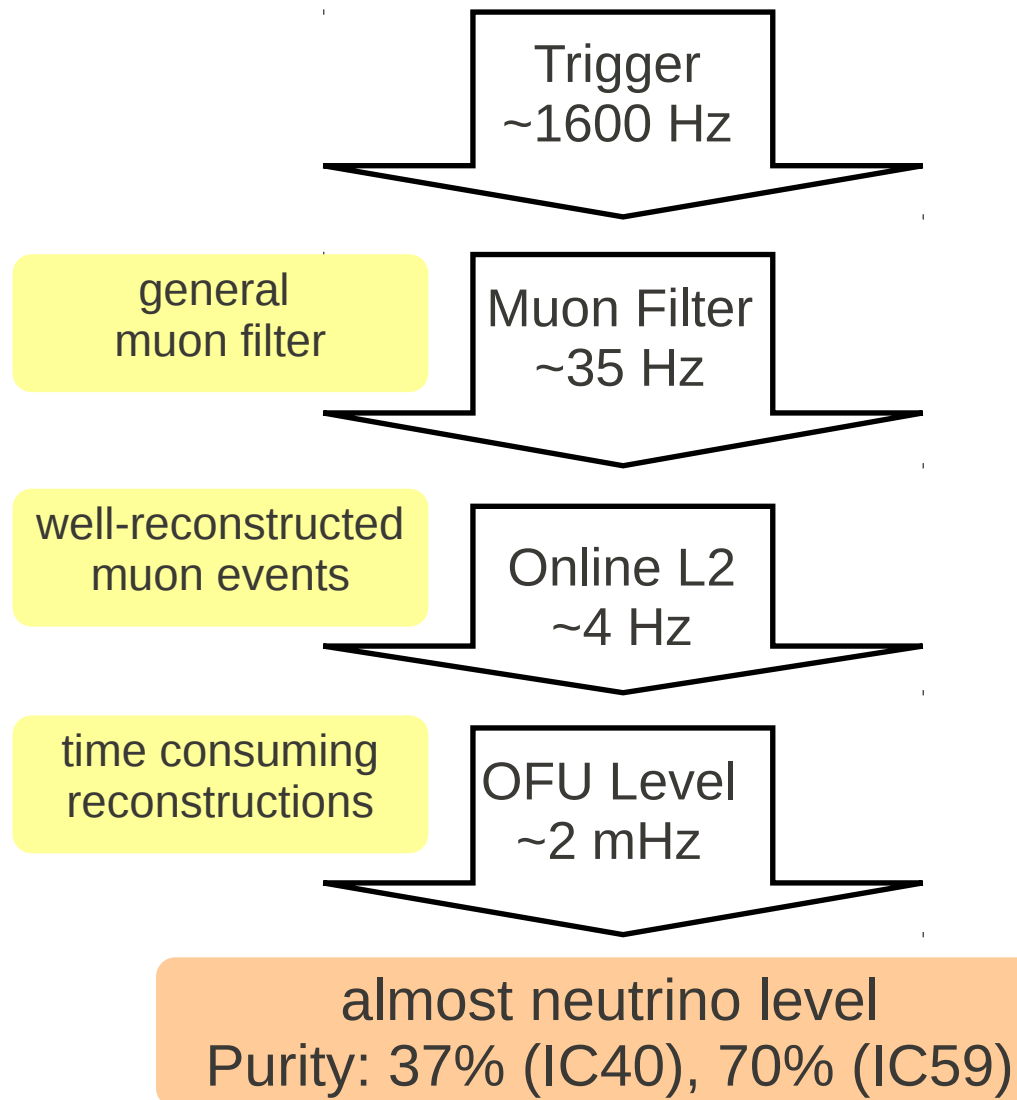 Trigger
~1600 Hz
general
muon filter
Muon Filter
~35 Hz
well-reconstructed
muon events
Online L2
~4 Hz
time consuming
reconstructions
OFU Level
~2 mHz
almost neutrino level
Purity: 37% (IC40), 70% (IC59)